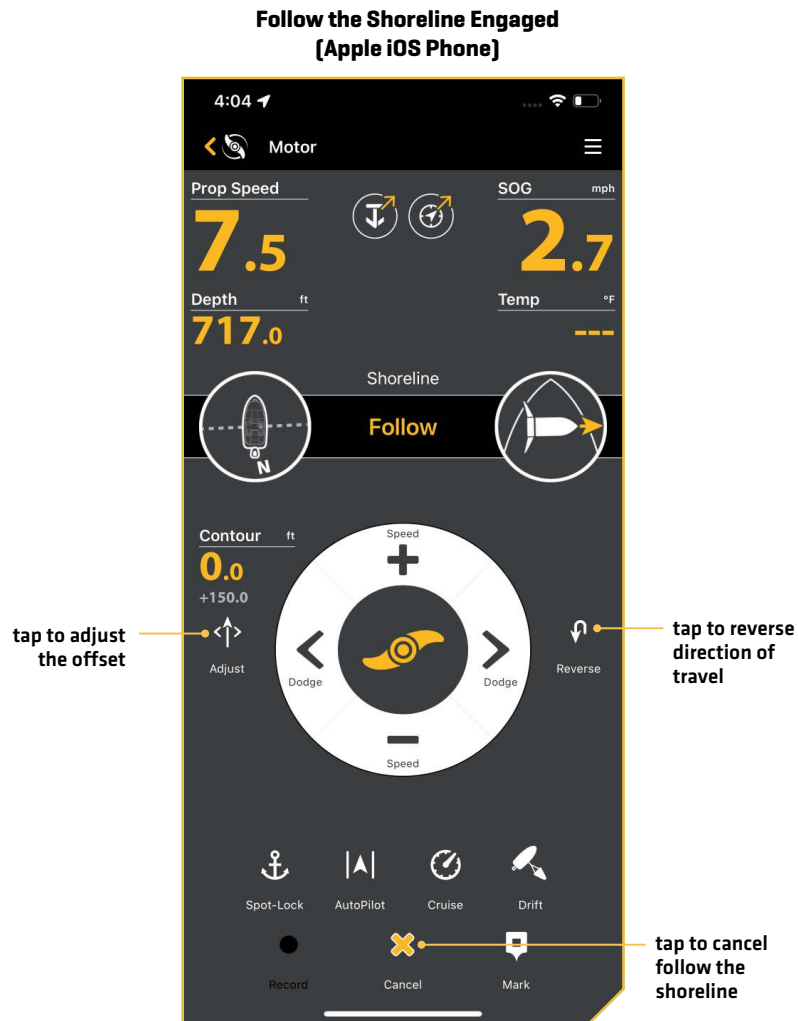 Follow the Shoreline Engaged
(Apple iOS Phone)
4:04
Motor
Prop Speed
7.5
SOG mph
2.7
Depth ft
717.0
Temp °F
---
Shoreline
Follow
N
Contour ft
0.0
+150.0
Adjust
tap to adjust
the offset
Speed
Dodge
Dodge
Speed
Reverse
tap to reverse
direction of
travel
Spot-Lock
AutoPilot
Cruise
Drift
Record
Cancel
Mark
tap to cancel
follow the
shoreline